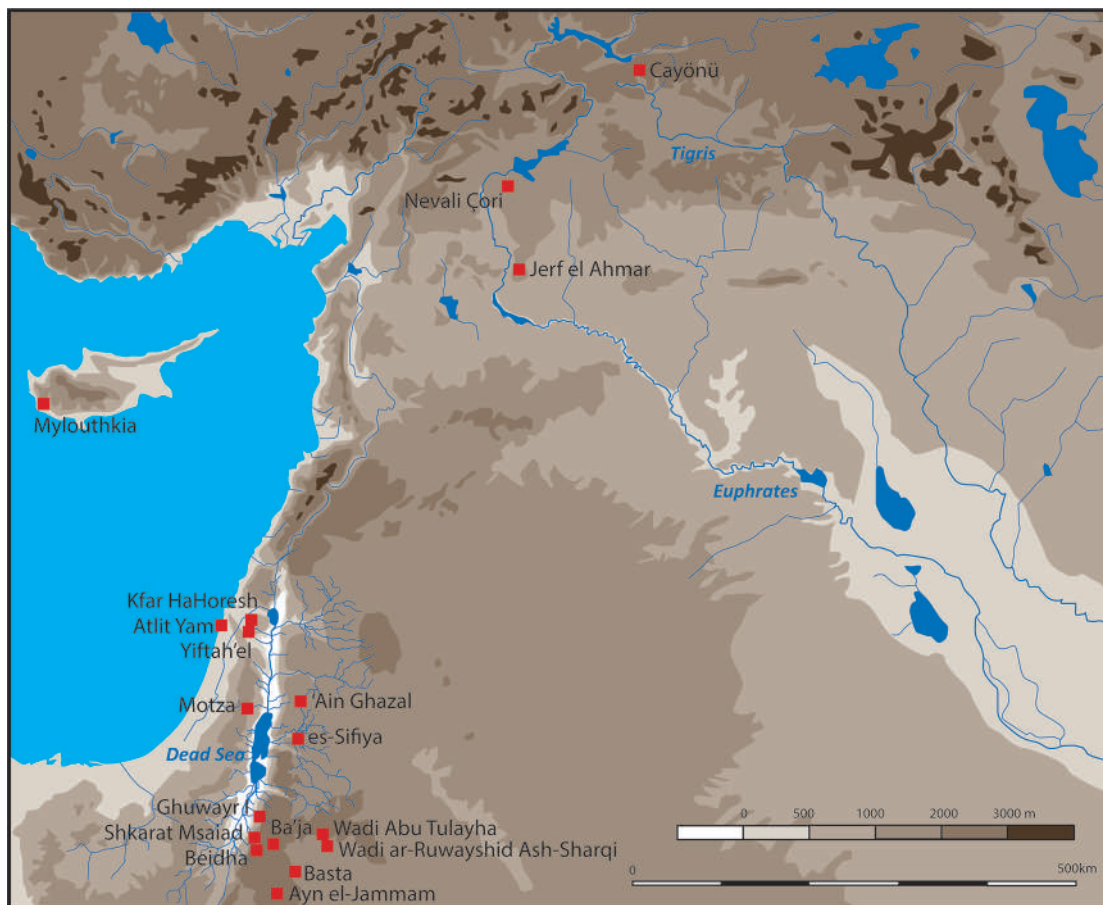 Cayönü
Tigris
Nevali Çori
Jerf el Ahmar
Mylouthkia
Euphrates
Kfar HaHoresh
Atlit Yam
Yiftah'el
Motza
'Ain Ghazal
es-Sifiya
Dead Sea
Ghuwayr I
Shkarat Msaiad
Ba'ja
Wadi Abu Tulayha
Beidha
Wadi ar-Ruwayshid Ash-Sharqi
Basta
Ayn el-Jammam
0 500 1000 2000 3000 m
0 500km